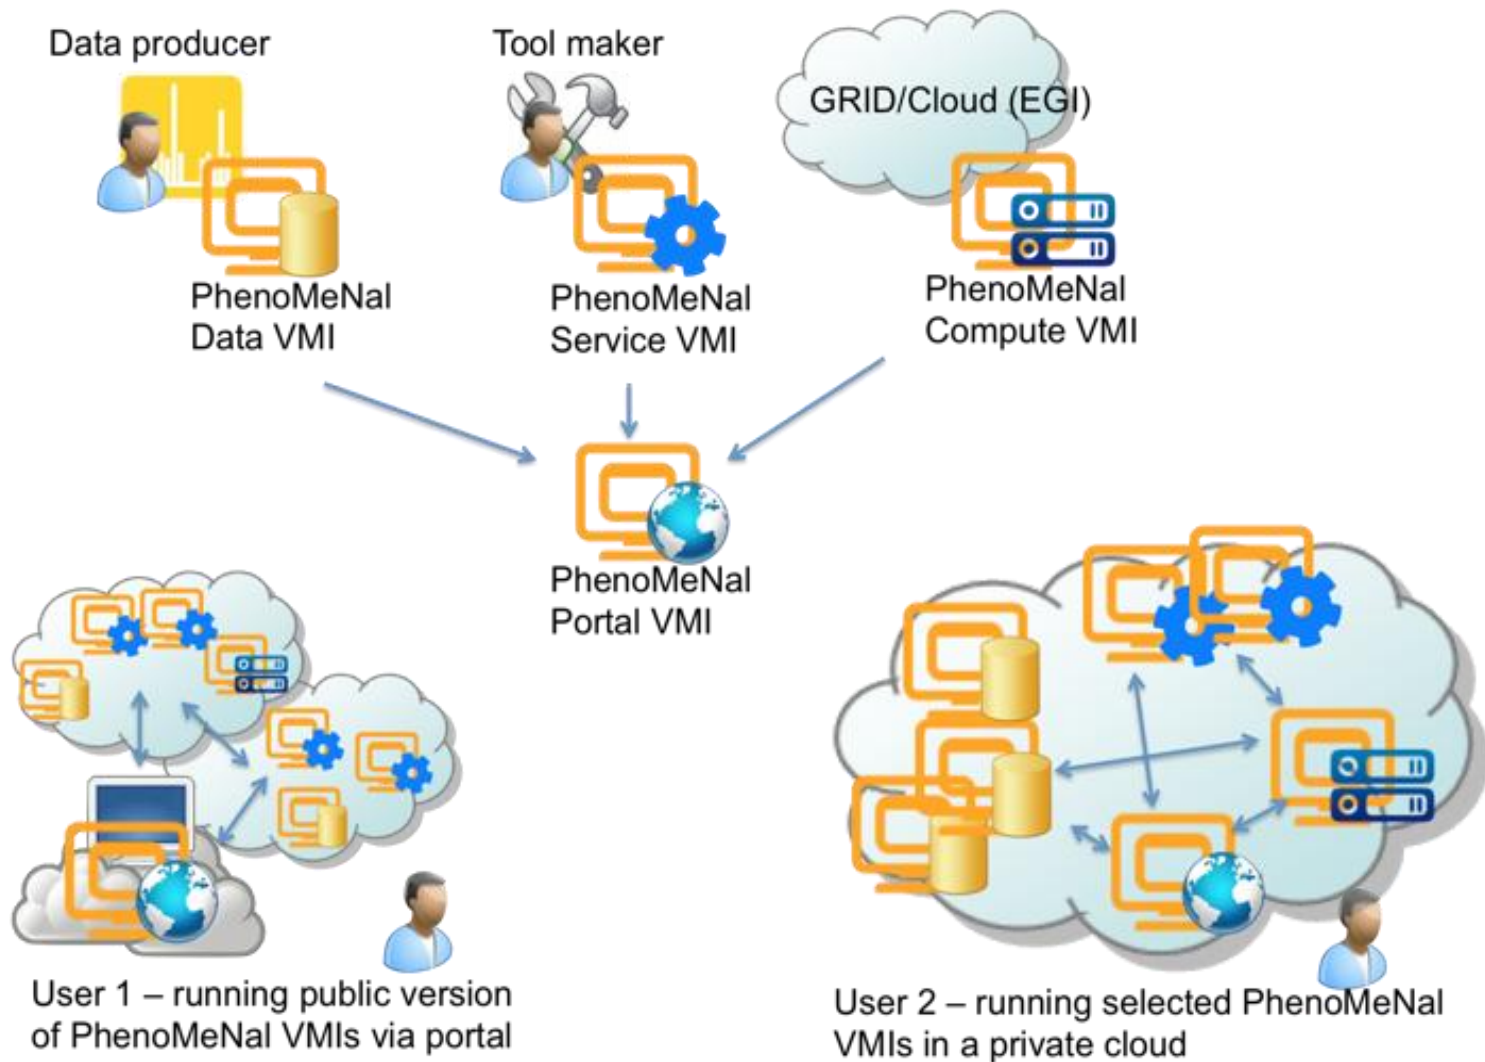 Data producer
Tool maker
GRID/Cloud (EGI)
PhenoMeNal
Data VMI
PhenoMeNal
Service VMI
PhenoMeNal
Compute VMI
PhenoMeNal
Portal VMI
User 1 – running public version
of PhenoMeNal VMIs via portal
User 2 – running selected PhenoMeNal
VMIs in a private cloud